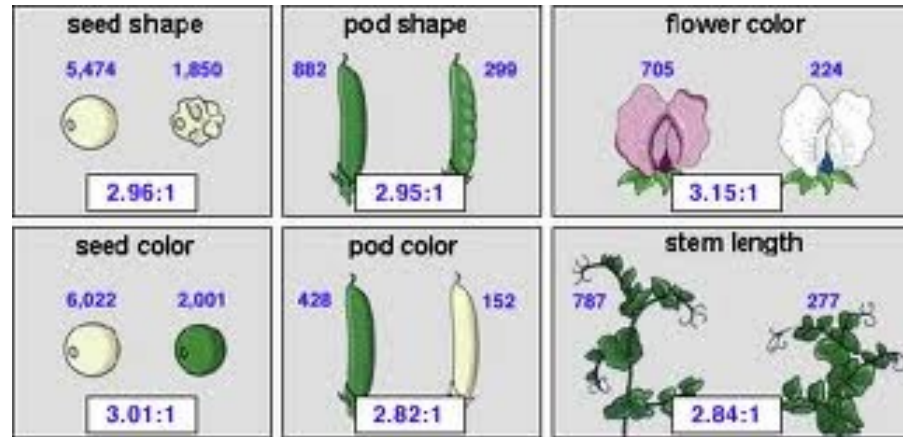 seed shape
5,474 1,850
2.96:1
pod shape
882 299
2.95:1
flower color
705 224
3.15:1
seed color
6,022 2,001
3.01:1
pod color
428 152
2.82:1
stem length
787 277
2.84:1